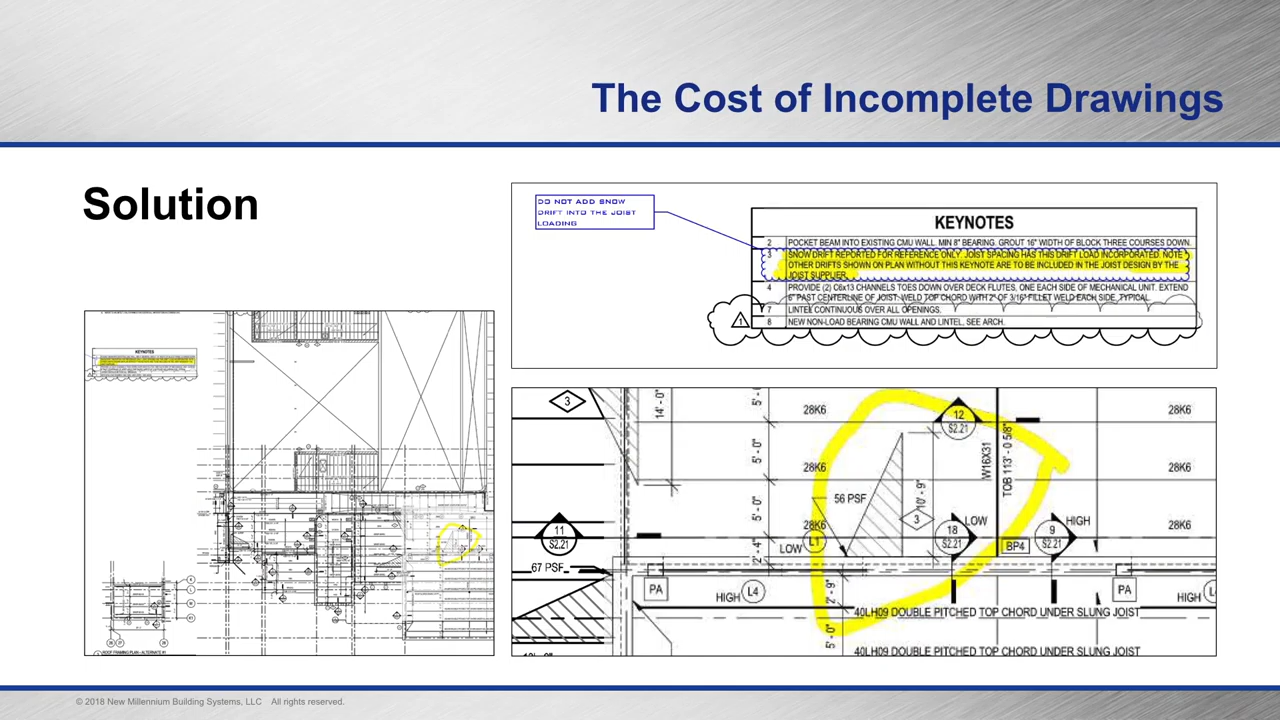 The Cost of Incomplete Drawings
Solution
DO NOT ADD SNOW
DRIFT INTO THE JOIST
LOADING
KEYNOTES
2 POCKET BEAM INTO EXISTING CMU WALL. MIN 8" BEARING. GROUT 16" WIDTH OF BLOCK THREE COURSES DOWN.
3 SNOW DRIFT REPORTED FOR REFERENCE ONLY. JOIST SPACING HAS THIS DRIFT LOAD INCORPORATED. NOTE
OTHER DRIFTS SHOWN ON PLAN WITHOUT THIS KEYNOTE ARE TO BE INCLUDED IN THE JOIST DESIGN BY THE
JOIST SUPPLIER.
4 PROVIDE (2) C6x13 CHANNELS TOES DOWN OVER DECK FLUTES, ONE EACH SIDE OF MECHANICAL UNIT. EXTEND
6" PAST CENTERLINE OF JOIST. WELD TOP CHORD WITH 2" OF 3/16" FILLET WELD EACH SIDE, TYPICAL.
7 LINTEL CONTINUOUS OVER ALL OPENINGS.
8 NEW NON-LOAD BEARING CMU WALL AND LINTEL, SEE ARCH.
1
KEYNOTES
ROOF FRAMING PLAN - ALTERNATE #1
3
14' - 0"
5' - 0"
28K6
12
S2.21
28K6
5' - 0"
28K6
W16X31
TOB 113' - 0 5/8"
28K6
56 PSF
10' - 9"
3
5' - 0"
28K6
L1
LOW
18
S2.21
LOW
9
S2.21
HIGH
28K6
11
S2.21
2' - 4"
LOW
BP4
67 PSF
PA
HIGH
L4
2' - 9"
PA
HIGH
40LH09 DOUBLE PITCHED TOP CHORD UNDER SLUNG JOIST
5' - 0"
40LH09 DOUBLE PITCHED TOP CHORD UNDER SLUNG JOIST
© 2018 New Millennium Building Systems, LLC All rights reserved.